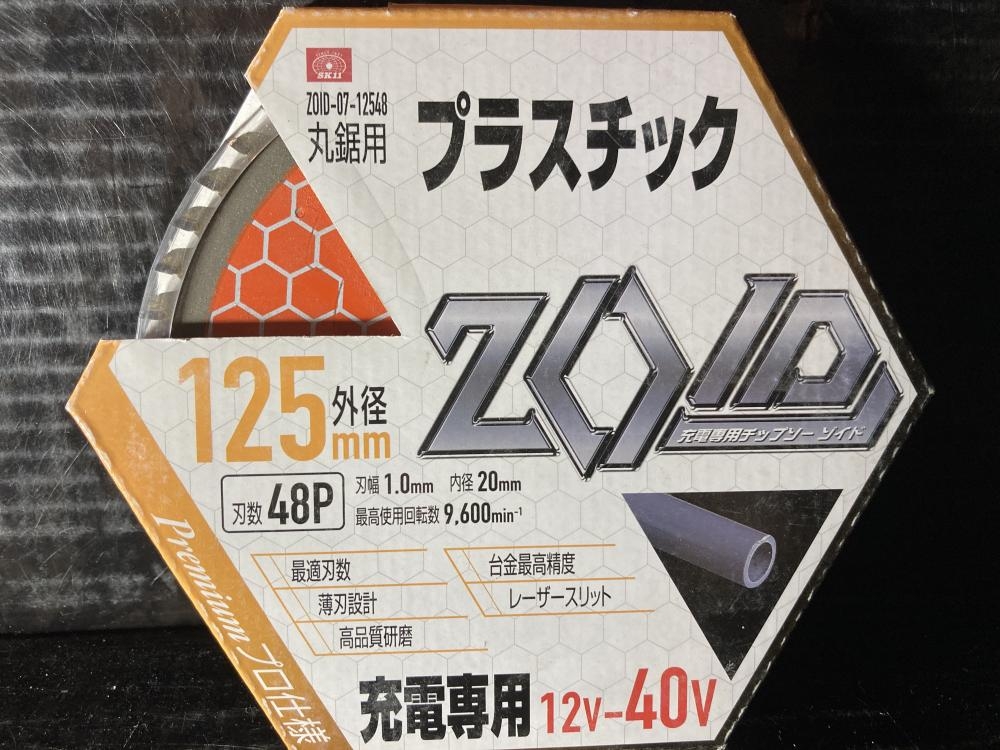 SINCE 1921
SK11
ZOID-07-12548
丸鋸用
プラスチック
ZOID
充電専用チップソー ゾイド
125mm 外径
刃数 48P
刃幅 1.0mm 内径 20mm
最高使用回転数 9,600min⁻¹
最適刃数
薄刃設計
高品質研磨
台金最高精度
レーザースリット
Premium プロ仕様
充電専用 12V-40V